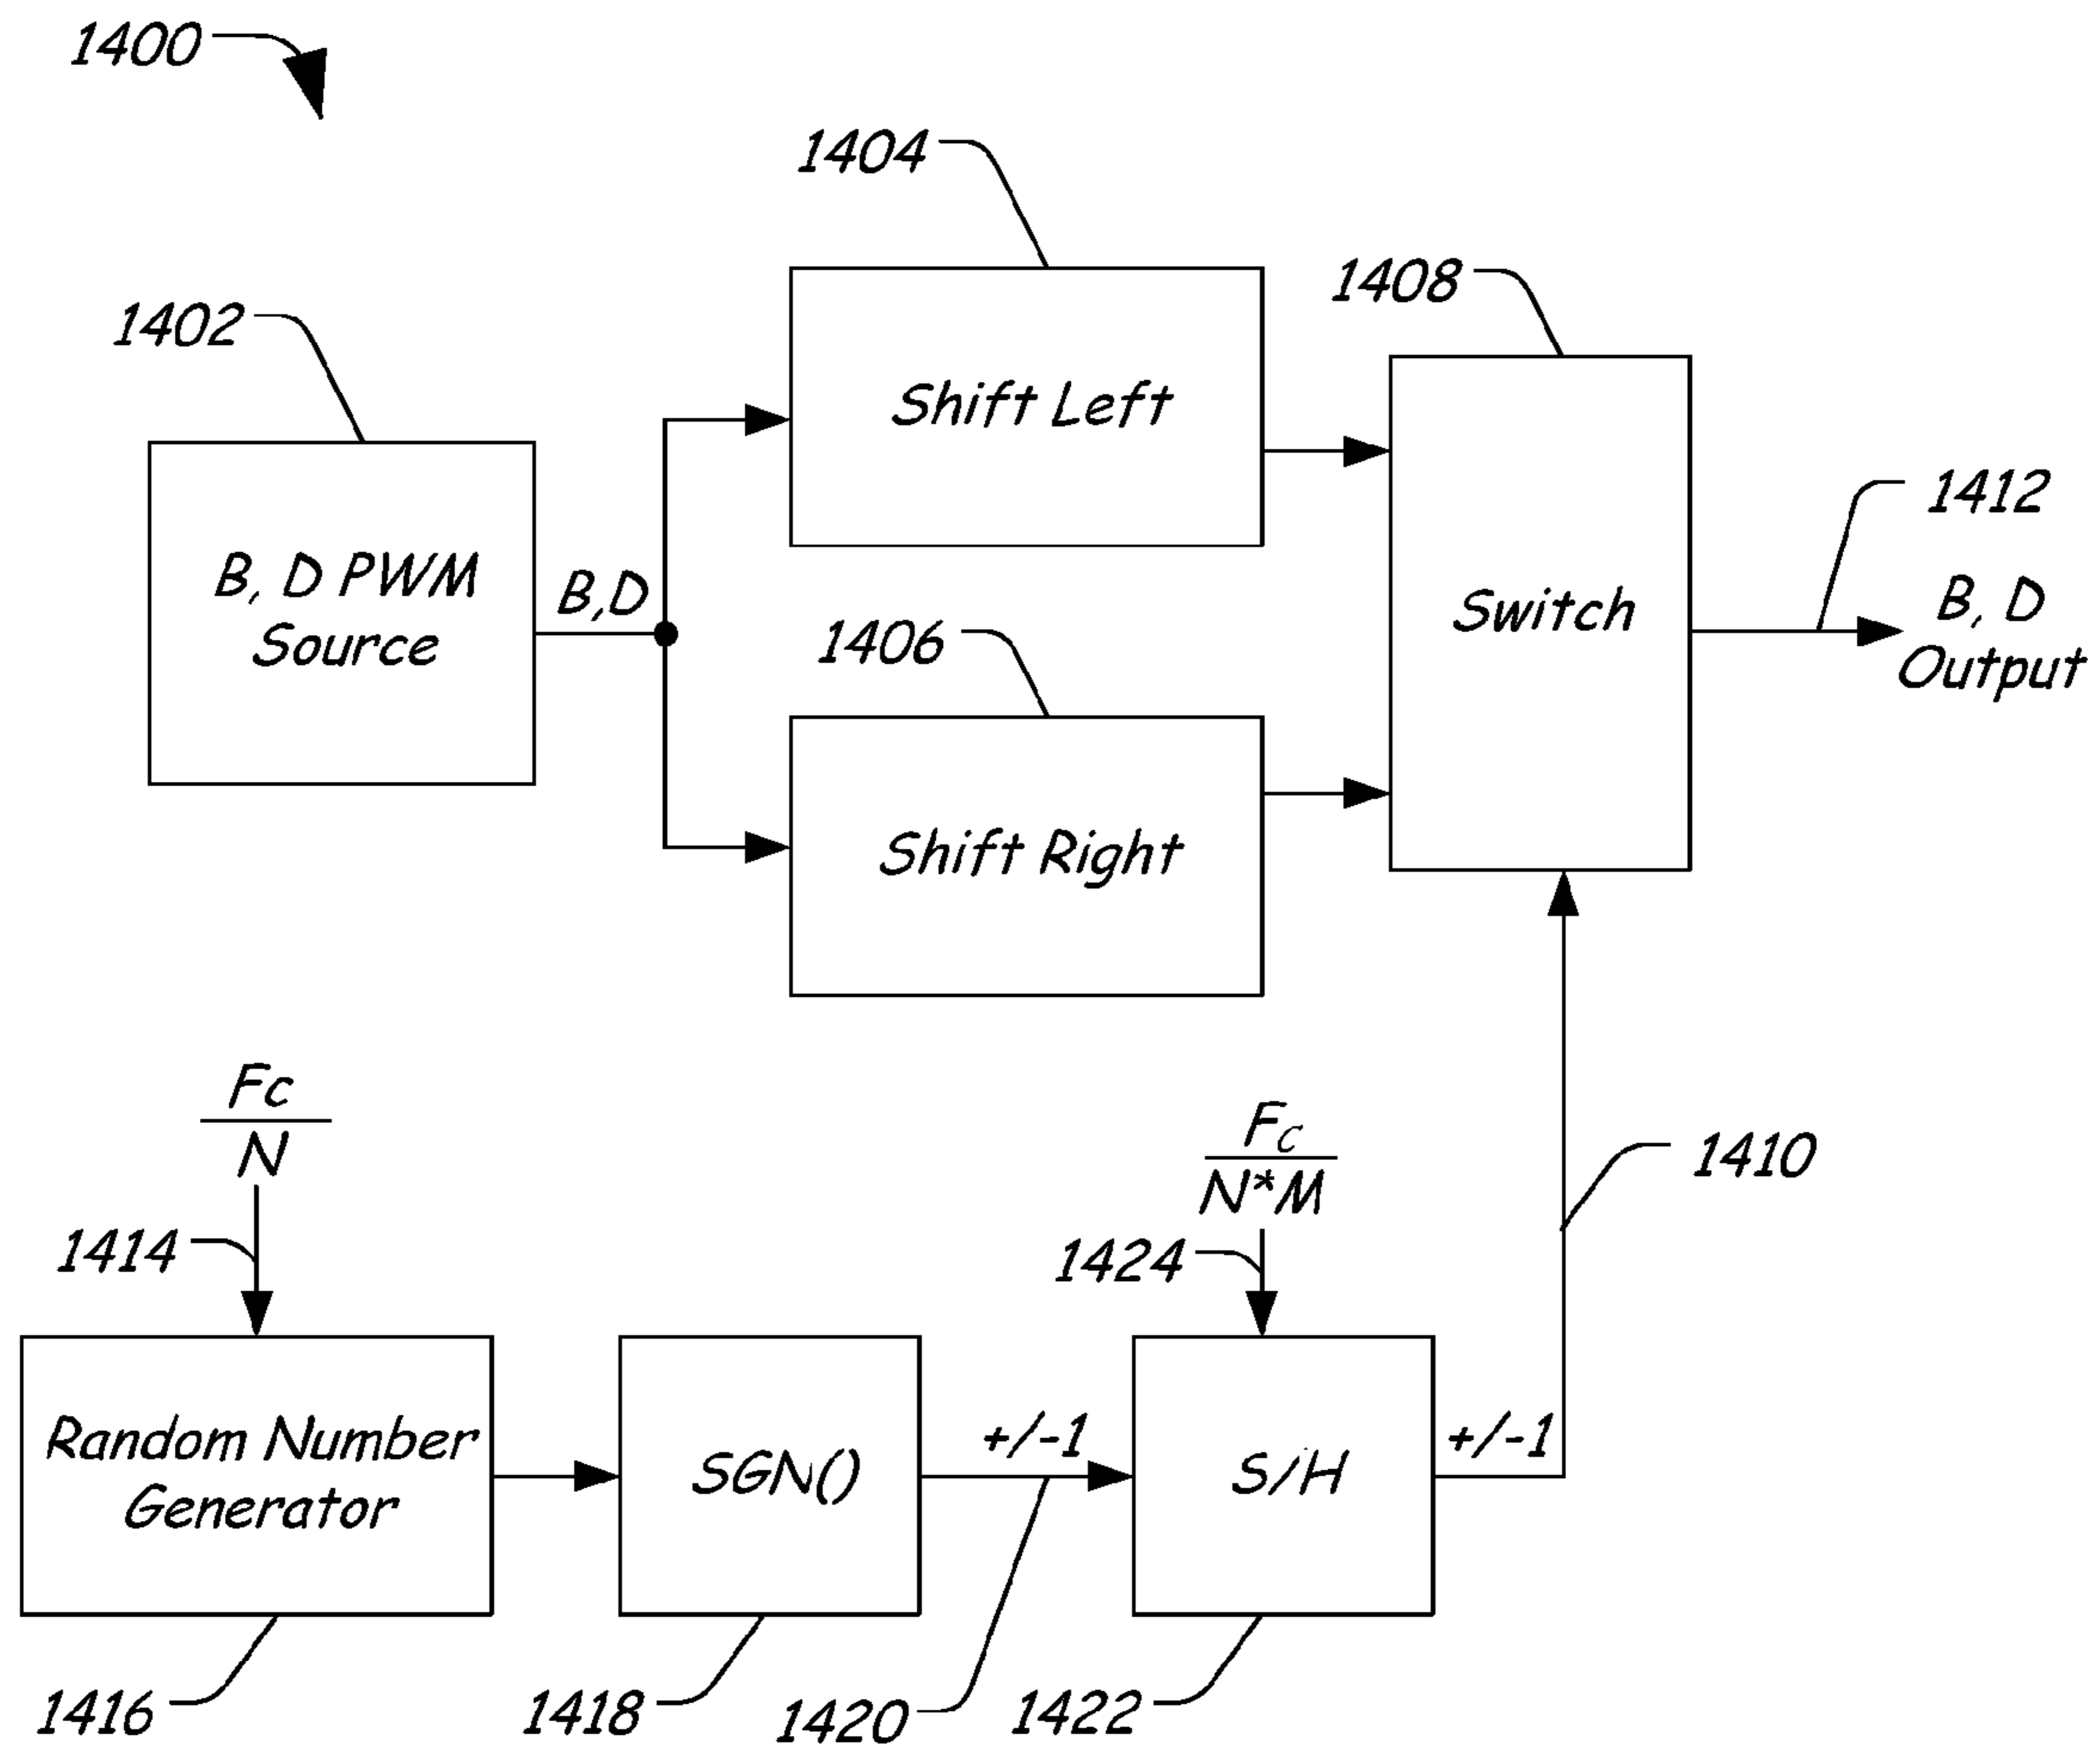 1400
1404
1408
1402
Shift Left
1412
B, D PWM
Source
B,D
1406
Switch
B, D
Output
Shift Right
Fc
N
FC
N*M
1410
1414
1424
Random Number
Generator
SGN()
+/-1
S/H
+/-1
1416
1418
1420
1422